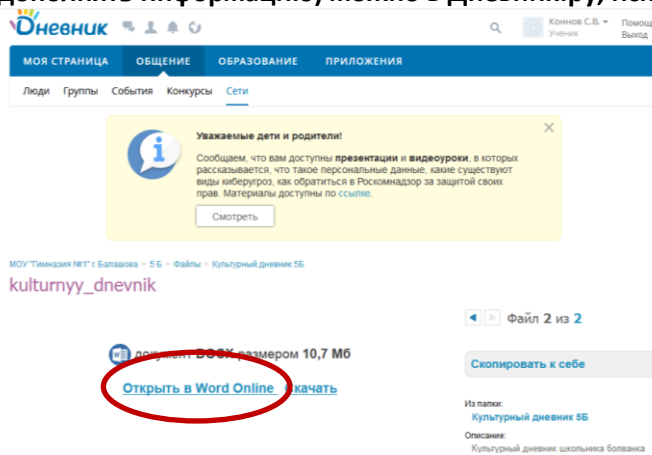 Дневник
Коннов С.В.
Ученик
Выход
МОЯ СТРАНИЦА ОБЩЕНИЕ ОБРАЗОВАНИЕ ПРИЛОЖЕНИЯ
Люди Группы События Конкурсы Сети
Уважаемые дети и родители!
Сообщаем, что вам доступны презентации и видеоуроки, в которых
рассказывается, что такое персональные данные, какие существуют
виды киберугроз, как обратиться в Роскомнадзор за защитой своих
прав. Материалы доступны по ссылке.
Смотреть
МОУ "Гимназия №1" г. Балашова > 5 Б > Файлы > Культурный дневник 5Б
kulturnyy_dnevnik
Файл 2 из 2
документ DOCX размером 10,7 Мб
Скопировать к себе
Открыть в Word Online Скачать
Из папки:
Культурный дневник 5Б
Описание:
Культурный дневник школьника болванка